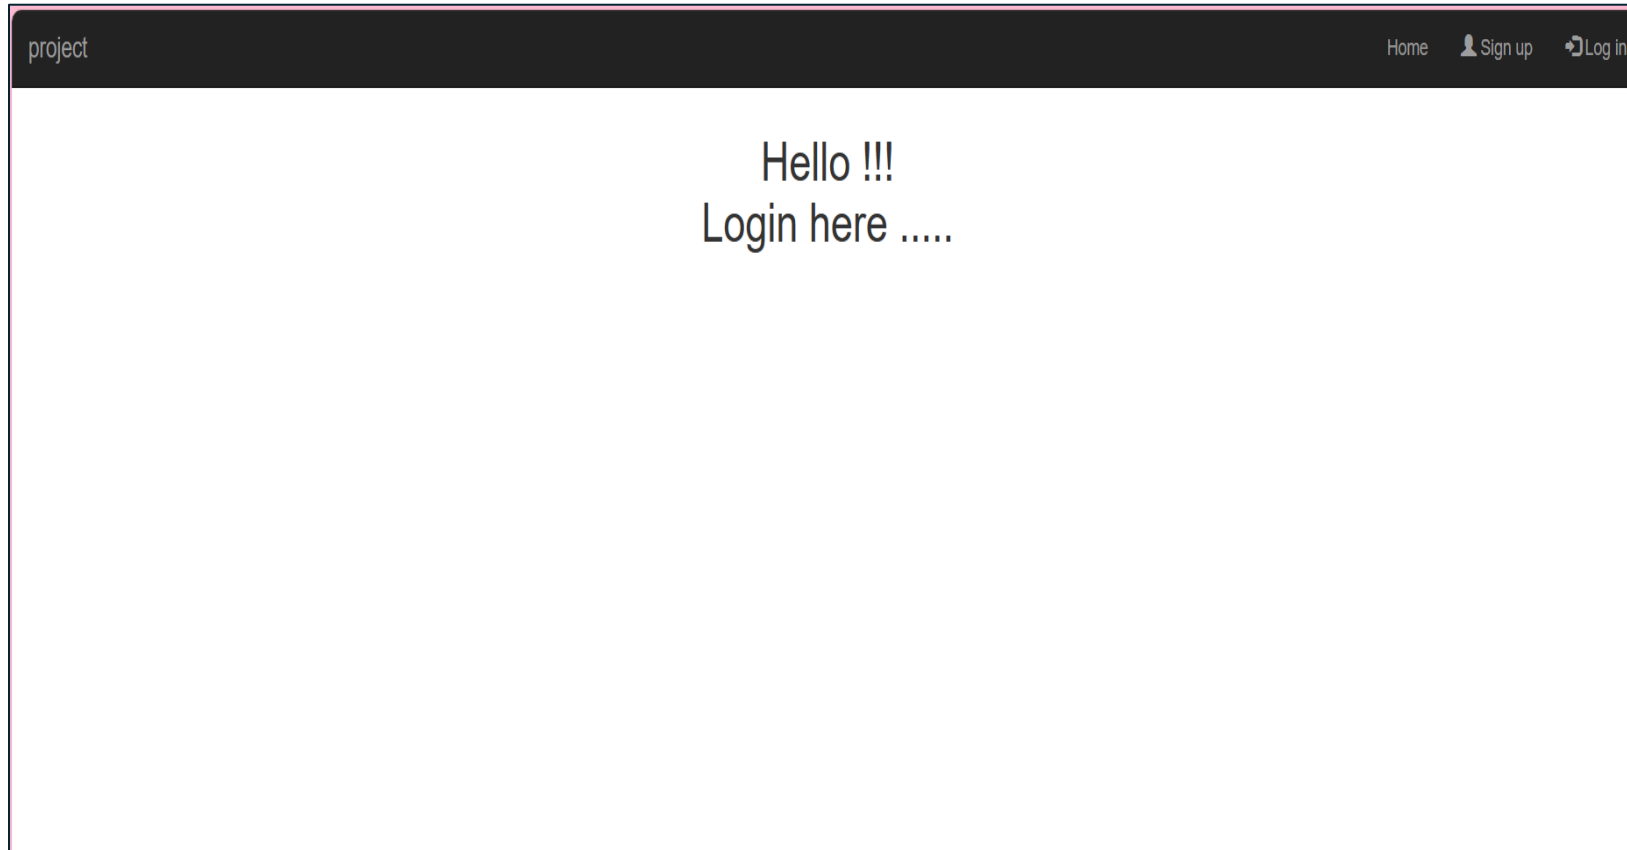 project
Home Sign up Log in
Hello !!!
Login here .....